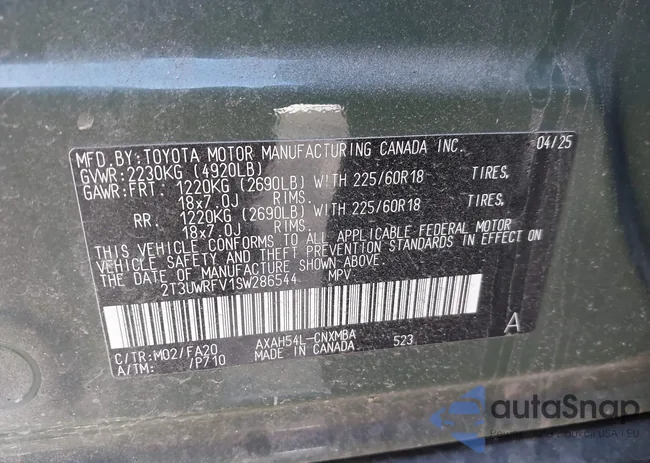 MFD. BY: TOYOTA MOTOR MANUFACTURING CANADA INC. 04/25
GVWR: 2230KG (4920LB)
GAWR: FRT. 1220KG (2690LB) WITH 225/60R18 TIRES.
18x7.0J RIMS.
RR. 1220KG (2690LB) WITH 225/60R18 TIRES.
18x7.0J RIMS.
THIS VEHICLE CONFORMS TO ALL APPLICABLE FEDERAL MOTOR
VEHICLE SAFETY AND THEFT PREVENTION STANDARDS IN EFFECT ON
THE DATE OF MANUFACTURE SHOWN ABOVE.
2T3UWRFV1SW286544 MPV
C/TR: M02/FA20 AXAH54L-CNXMBA 523 A
A/TM: /P710 MADE IN CANADA
autaSnap